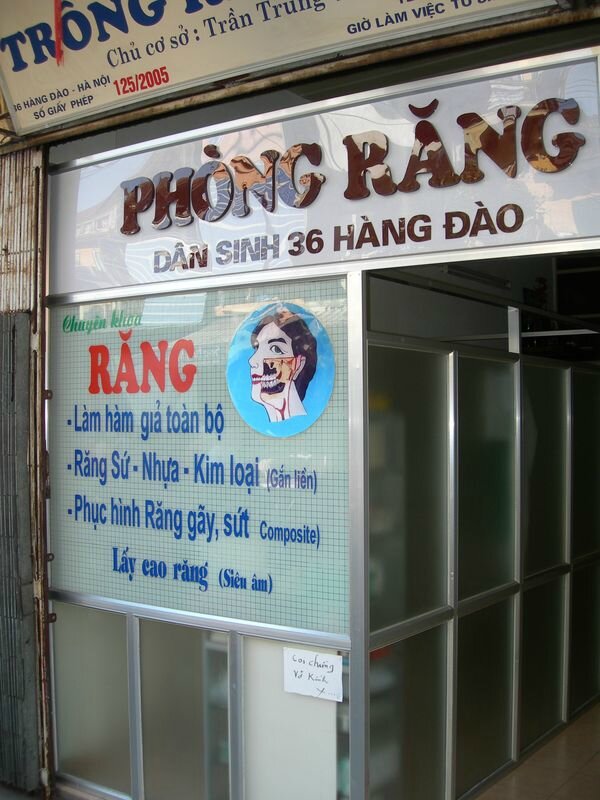 TRỒNG
Chủ cơ sở : Trần Trung
GIỜ LÀM VIỆC TỪ
36 HÀNG ĐÀO - HÀ NỘI
SỐ GIẤY PHÉP 125/2005
PHÒNG RĂNG
DÂN SINH 36 HÀNG ĐÀO
Chuyên khoa
RĂNG
- Làm hàm giả toàn bộ
- Răng Sứ - Nhựa - Kim loại (Gắn liền)
- Phục hình Răng gãy, sứt Composite)
Lấy cao răng (Siêu âm)
Coi chừng
Vỡ Kính